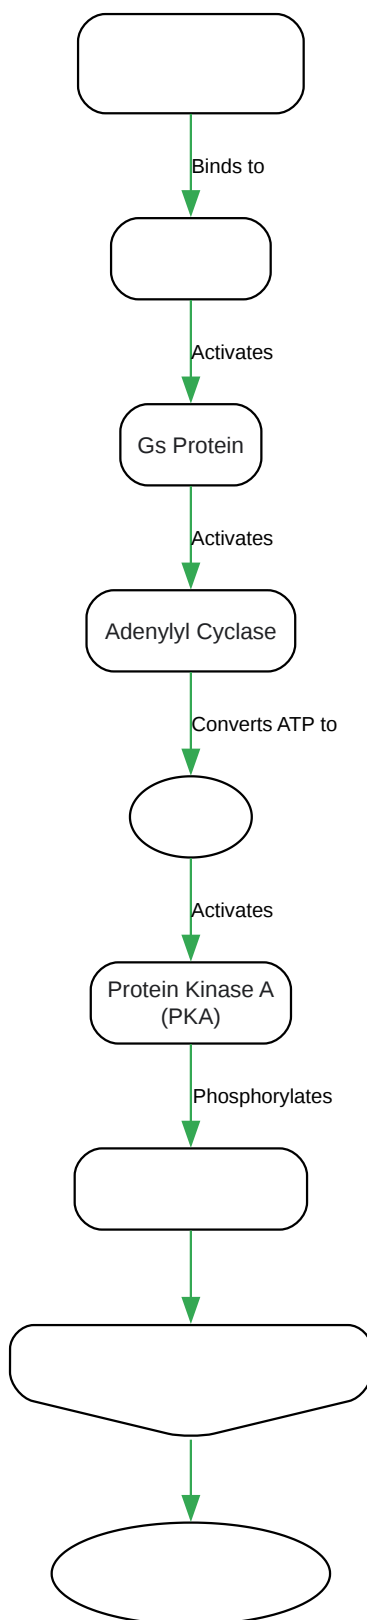 Binds to
Activates
Gs Protein
Activates
Adenylyl Cyclase
Converts ATP to
Activates
Protein Kinase A
(PKA)
Phosphorylates